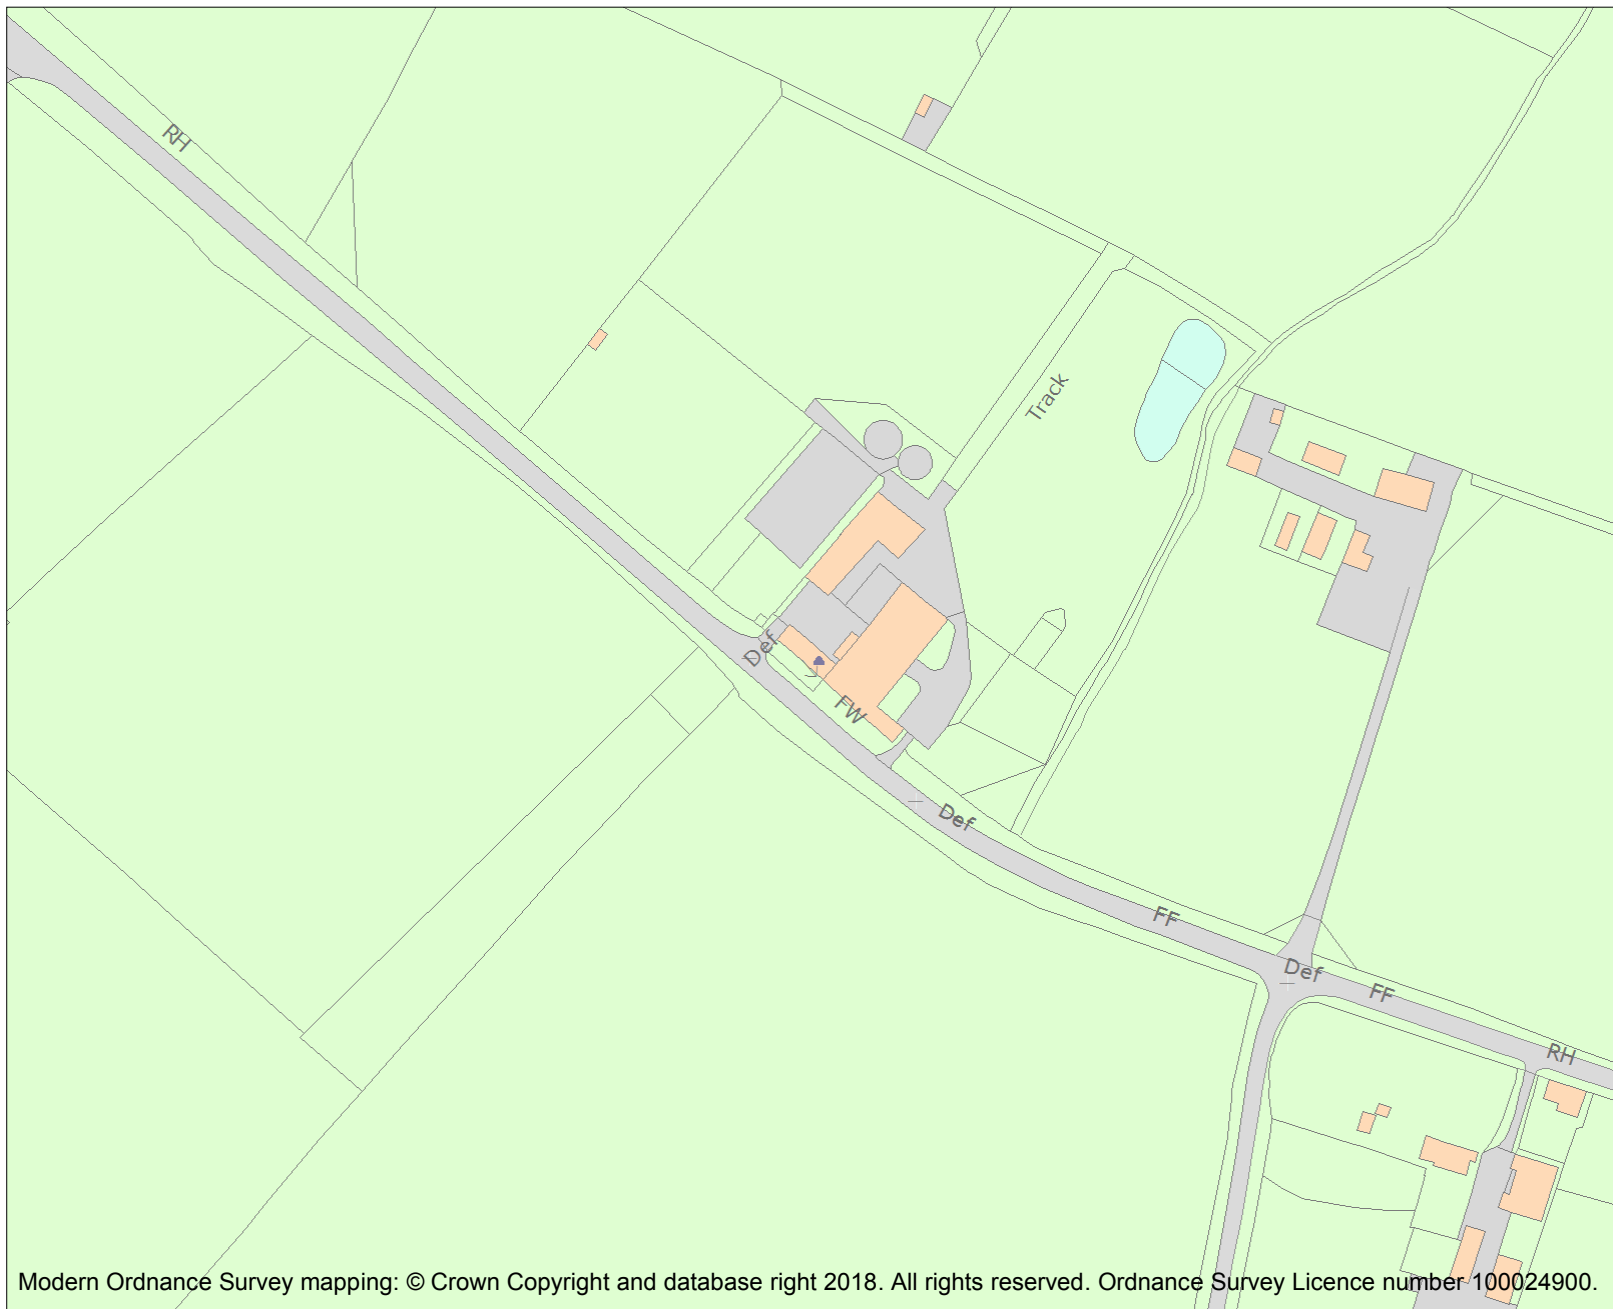 RH
Track
Def
FW
Def
FF
Def
FF
RH
Modern Ordnance Survey mapping: © Crown Copyright and database right 2018. All rights reserved. Ordnance Survey Licence number 100024900.